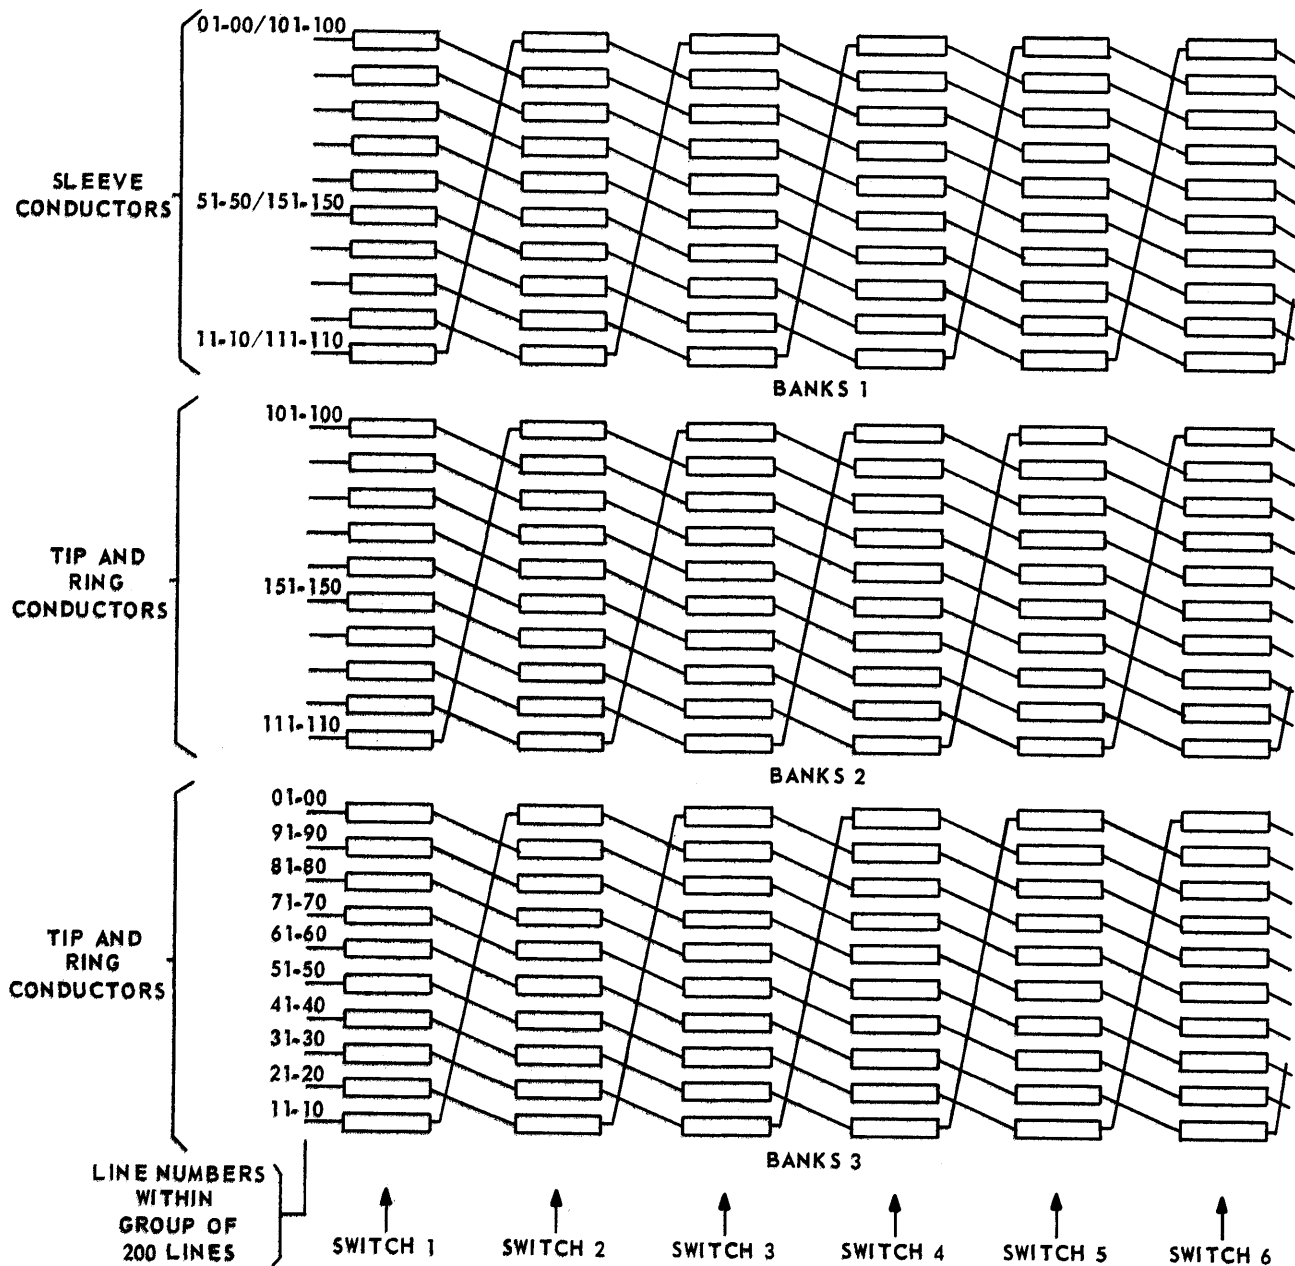 01-00/101-100
SLEEVE
CONDUCTORS
51-50/151-150
11-10/111-110
BANKS 1
101-100
TIP AND
RING
CONDUCTORS
151-150
111-110
BANKS 2
01-00
91-90
81-80
71-70
61-60
51-50
41-40
31-30
21-20
11-10
TIP AND
RING
CONDUCTORS
BANKS 3
LINE NUMBERS
WITHIN
GROUP OF
200 LINES
SWITCH 1
SWITCH 2
SWITCH 3
SWITCH 4
SWITCH 5
SWITCH 6